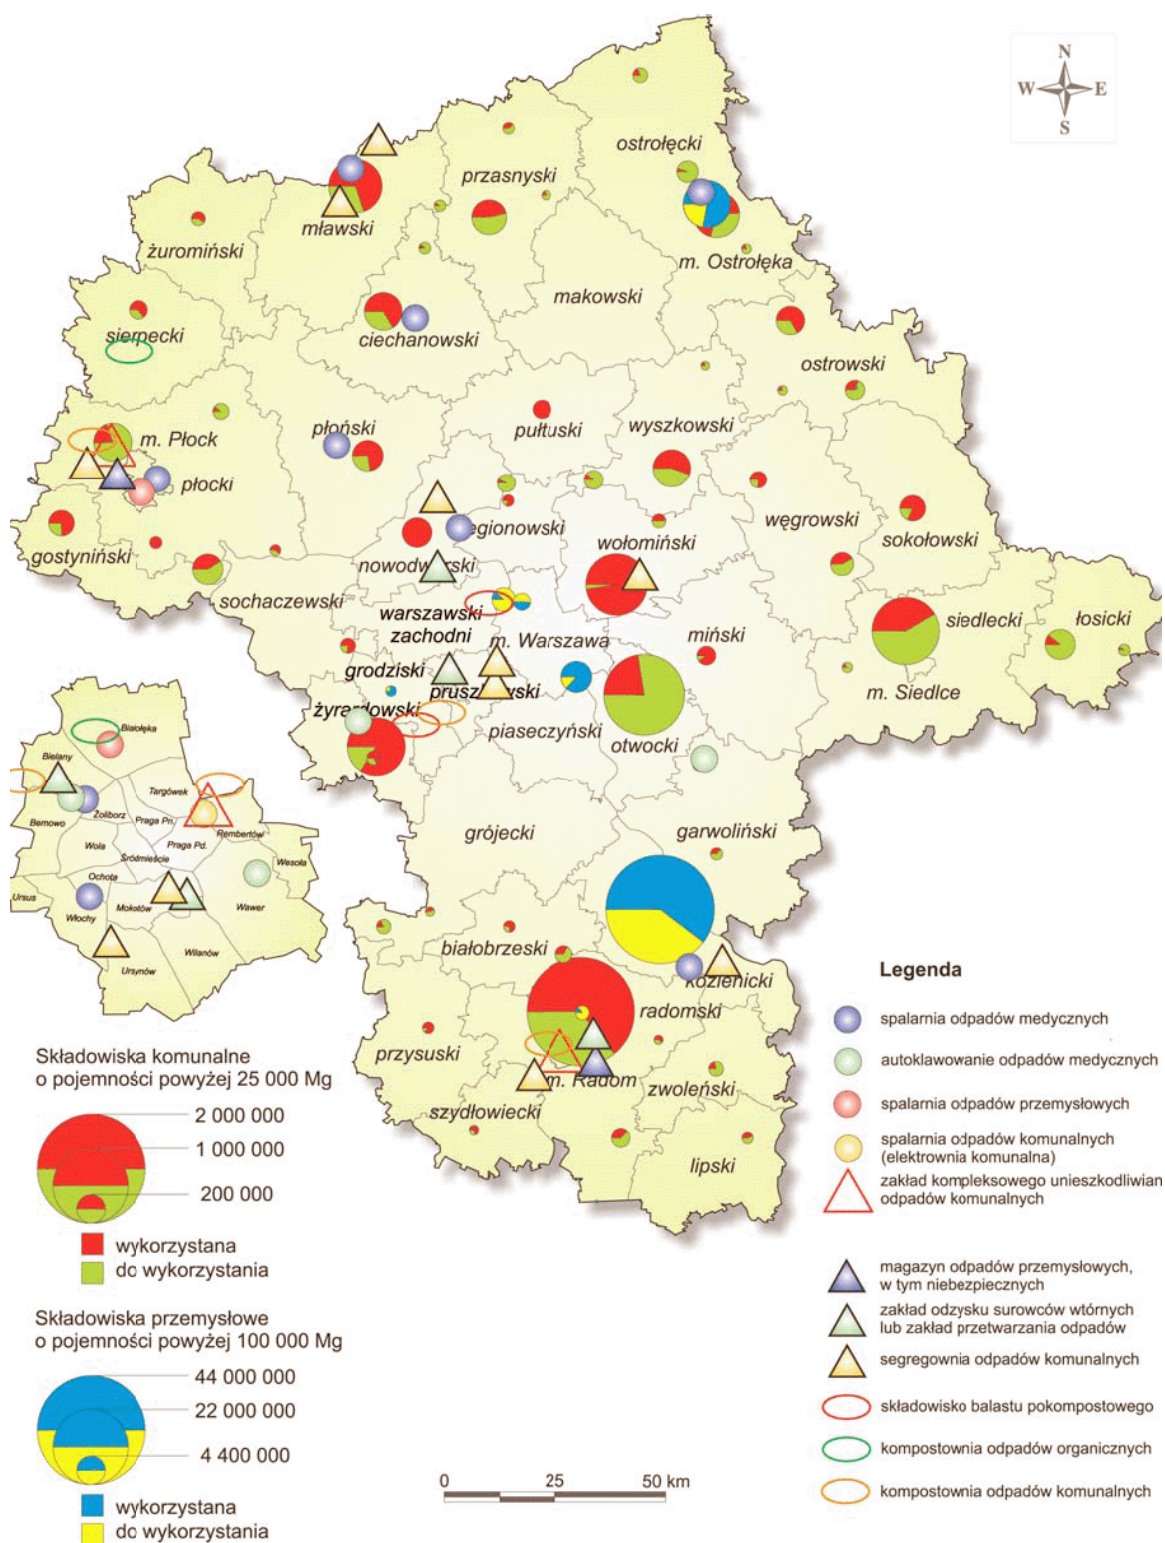 N
W E
S
ostrołęcki
przasnyski
mławski
żuromiński
m. Ostrołęka
makowski
sierpecki
ciechanowski
ostrowski
płoński
pułtuski
wyszkowski
m. Płock
płocki
węgrowski
sokołowski
gostyniński
egionowski
wołomiński
nowodworski
sochaczewski
warszawski
zachodni
m. Warszawa
miński
siedlecki
łosicki
grodziski
pruszkowski
m. Siedlce
żyrardowski
piaseczyński
otwocki
Białołęka
Bielany
Targówek
Żoliborz
Praga Pn.
Bemowo
Rembertów
Wola
Praga Pd.
Śródmieście
Wesoła
Ochota
Ursus
Mokotów
Wawer
Włochy
Wilanów
Ursynów
grójecki
garwoliński
białobrzeski
kozienicki
radomski
przysuski
m. Radom
zwoleński
szydłowiecki
lipski
Składowiska komunalne
o pojemności powyżej 25 000 Mg
2 000 000
1 000 000
200 000
wykorzystana
do wykorzystania
Składowiska przemysłowe
o pojemności powyżej 100 000 Mg
44 000 000
22 000 000
4 400 000
wykorzystana
do wykorzystania
0 25 50 km
Legenda
spalarnia odpadów medycznych
autoklawowanie odpadów medycznych
spalarnia odpadów przemysłowych
spalarnia odpadów komunalnych
(elektrownia komunalna)
zakład kompleksowego unieszkodliwian
odpadów komunalnych
magazyn odpadów przemysłowych,
w tym niebezpiecznych
zakład odzysku surowców wtórnych
lub zakład przetwarzania odpadów
segregownia odpadów komunalnych
składowisko balastu pokompostowego
kompostownia odpadów organicznych
kompostownia odpadów komunalnych